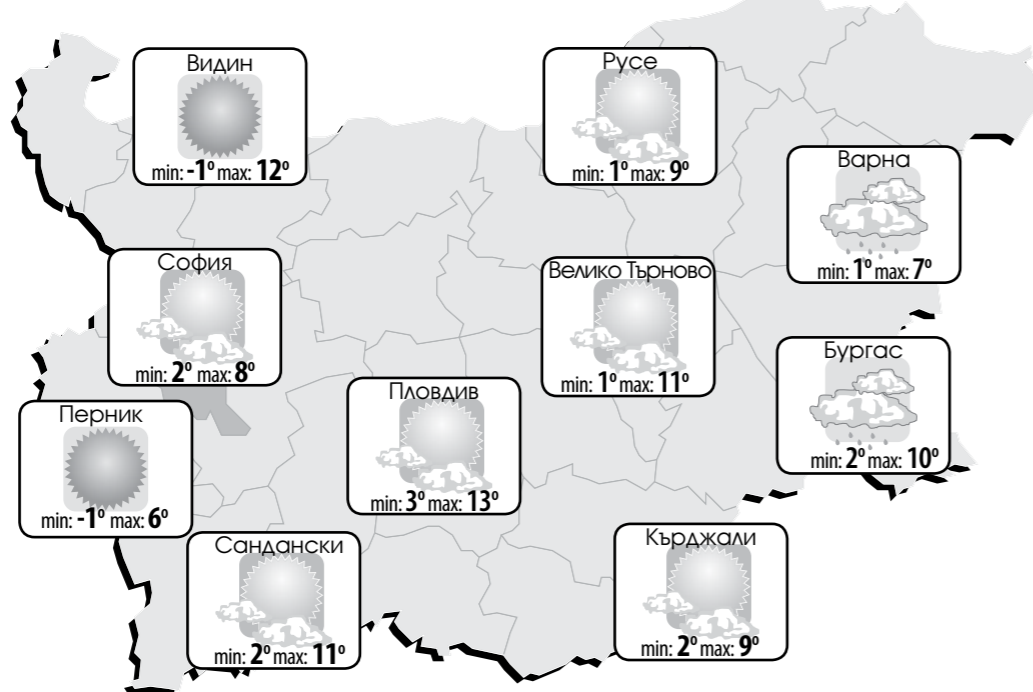 Видин
min: -1° max: 12°
Русе
min: 1° max: 9°
Варна
min: 1° max: 7°
София
min: 2° max: 8°
Велико Търново
min: 1° max: 11°
Бургас
min: 2° max: 10°
Перник
min: -1° max: 6°
Пловдив
min: 3° max: 13°
Сандански
min: 2° max: 11°
Кърджали
min: 2° max: 9°